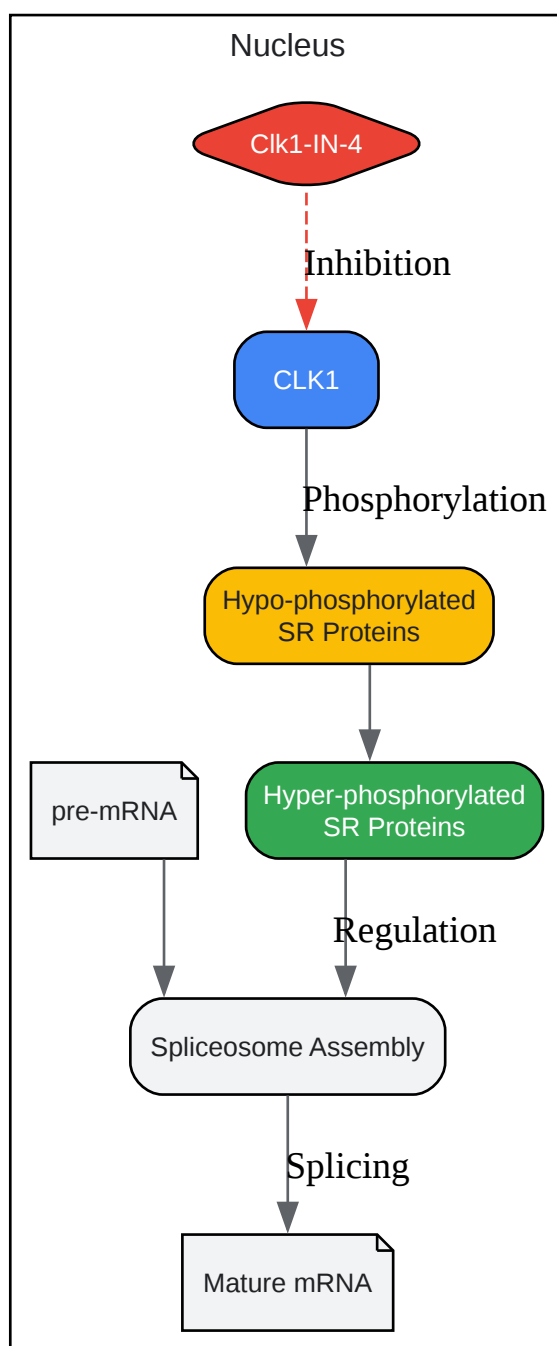 Nucleus
Clk1-IN-4
Inhibition
CLK1
Phosphorylation
Hypo-phosphorylated
SR Proteins
pre-mRNA
Hyper-phosphorylated
SR Proteins
Regulation
Spliceosome Assembly
Splicing
Mature mRNA